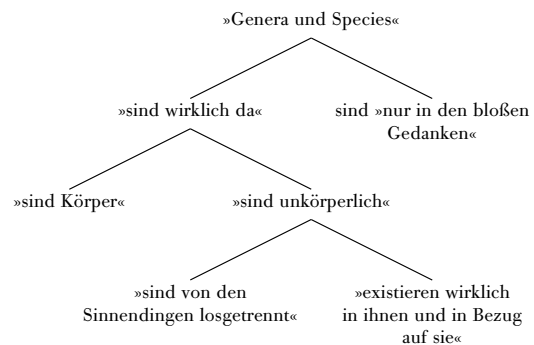 »Genera und Species«
»sind wirklich da«
sind »nur in den bloßen
Gedanken«
»sind Körper«
»sind unkörperlich«
»sind von den
Sinnendingen losgetrennt«
»existieren wirklich
in ihnen und in Bezug
auf sie«